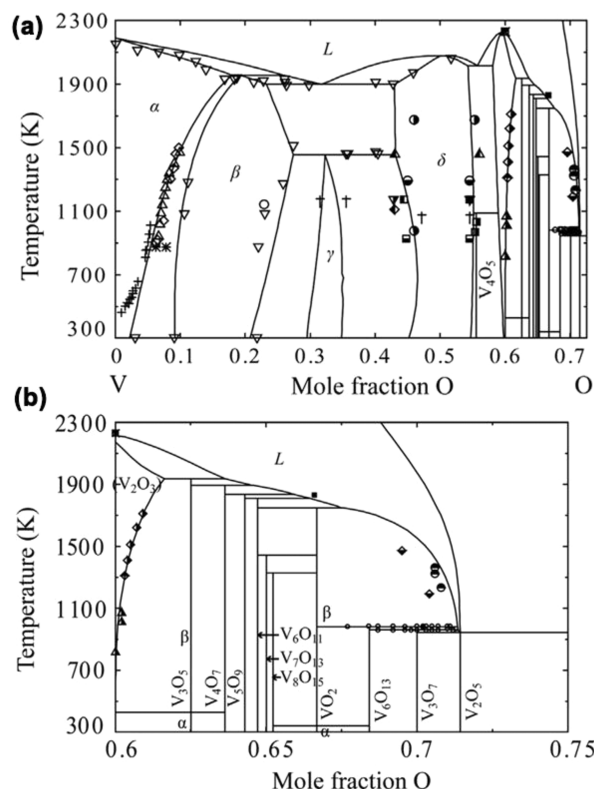 (a)
2300
1900
1500
1100
700
300
Temperature (K)
L
α
β
γ
δ
V4O5
0 0.1 0.2 0.3 0.4 0.5 0.6 0.7
V Mole fraction O O
(b)
2300
1900
1500
1100
700
300
Temperature (K)
L
(V2O3)
β
α
V3O5
V4O7
V5O9
V6O11
V7O13
V8O15
β
VO2
α
V6O13
V3O7
V2O5
0.6 0.65 0.7 0.75
Mole fraction O